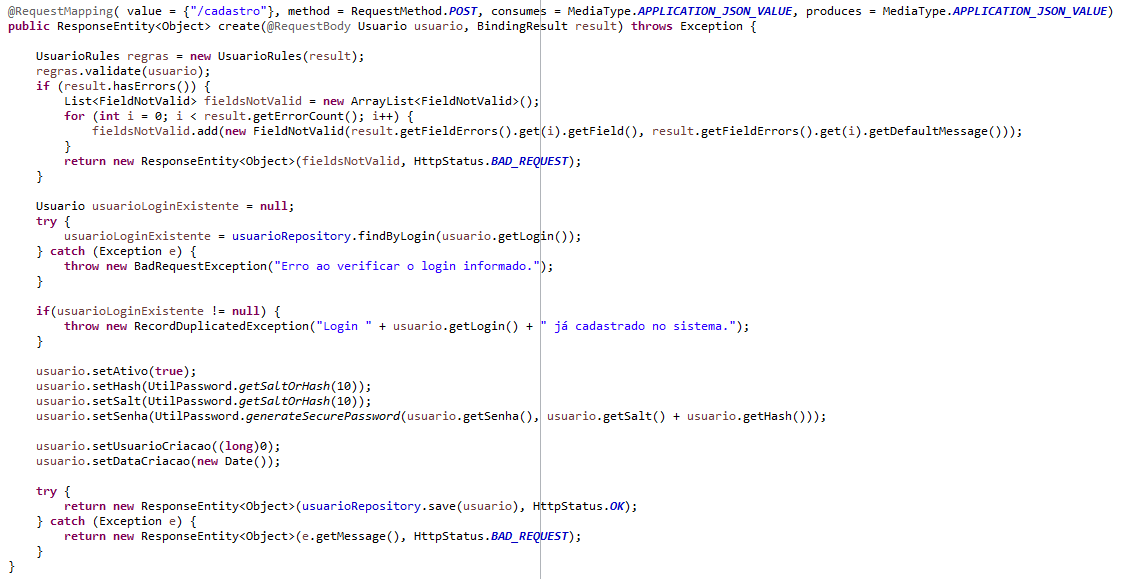 @RequestMapping( value = {"/cadastro"}, method = RequestMethod.POST, consumes = MediaType.APPLICATION_JSON_VALUE, produces = MediaType.APPLICATION_JSON_VALUE)
public ResponseEntity<Object> create(@RequestBody Usuario usuario, BindingResult result) throws Exception {
UsuarioRules regras = new UsuarioRules(result);
regras.validate(usuario);
if (result.hasErrors()) {
List<FieldNotValid> fieldsNotValid = new ArrayList<FieldNotValid>();
for (int i = 0; i < result.getErrorCount(); i++) {
fieldsNotValid.add(new FieldNotValid(result.getFieldErrors().get(i).getField(), result.getFieldErrors().get(i).getDefaultMessage()));
}
return new ResponseEntity<Object>(fieldsNotValid, HttpStatus.BAD_REQUEST);
}
Usuario usuarioLoginExistente = null;
try {
usuarioLoginExistente = usuarioRepository.findByLogin(usuario.getLogin());
} catch (Exception e) {
throw new BadRequestException("Erro ao verificar o login informado.");
}
if(usuarioLoginExistente != null) {
throw new RecordDuplicatedException("Login " + usuario.getLogin() + " já cadastrado no sistema.");
}
usuario.setAtivo(true);
usuario.setHash(UtilPassword.getSaltOrHash(10));
usuario.setSalt(UtilPassword.getSaltOrHash(10));
usuario.setSenha(UtilPassword.generateSecurePassword(usuario.getSenha(), usuario.getSalt() + usuario.getHash()));
usuario.setUsuarioCriacao((long)0);
usuario.setDataCriacao(new Date());
try {
return new ResponseEntity<Object>(usuarioRepository.save(usuario), HttpStatus.OK);
} catch (Exception e) {
return new ResponseEntity<Object>(e.getMessage(), HttpStatus.BAD_REQUEST);
}
}